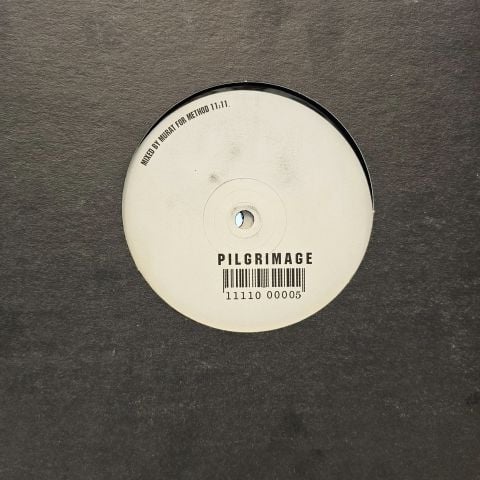 MIXED BY MURAT FOR METHOD 11:11.
PILGRIMAGE
11110 00005